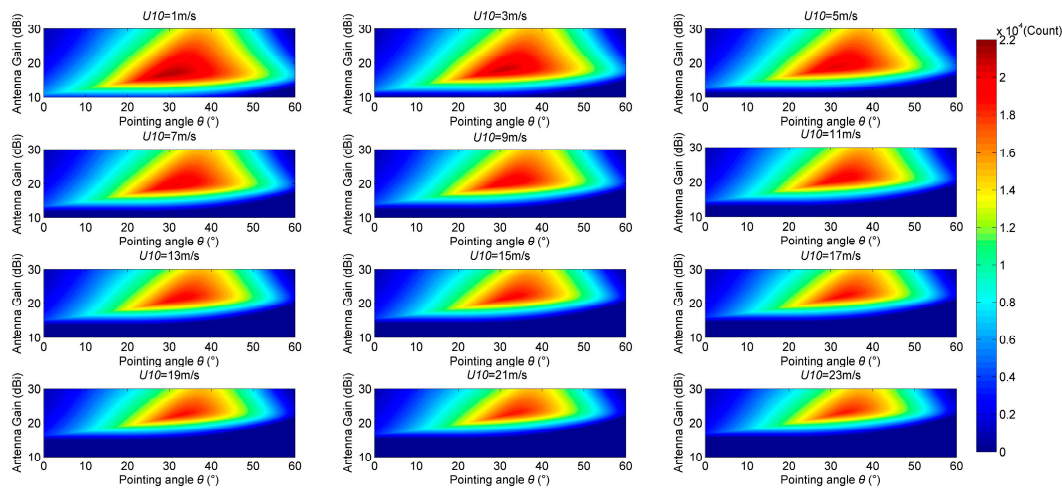 U10=1m/s U10=3m/s U10=5m/s
x 10⁴(Count)
Antenna Gain (dBi) 30 20 10 Antenna Gain (dBi) 30 20 10 Antenna Gain (dBi) 30 20 10
0 10 20 30 40 50 60 0 10 20 30 40 50 60 0 10 20 30 40 50 60
Pointing angle θ (°) Pointing angle θ (°) Pointing angle θ (°)
U10=7m/s U10=9m/s U10=11m/s
Antenna Gain (dBi) 30 20 10 Antenna Gain (dBi) 30 20 10 Antenna Gain (dBi) 30 20 10
0 10 20 30 40 50 60 0 10 20 30 40 50 60 0 10 20 30 40 50 60
Pointing angle θ (°) Pointing angle θ (°) Pointing angle θ (°)
U10=13m/s U10=15m/s U10=17m/s
Antenna Gain (dBi) 30 20 10 Antenna Gain (dBi) 30 20 10 Antenna Gain (dBi) 30 20 10
0 10 20 30 40 50 60 0 10 20 30 40 50 60 0 10 20 30 40 50 60
Pointing angle θ (°) Pointing angle θ (°) Pointing angle θ (°)
U10=19m/s U10=21m/s U10=23m/s
Antenna Gain (dBi) 30 20 10 Antenna Gain (dBi) 30 20 10 Antenna Gain (dBi) 30 20 10
0 10 20 30 40 50 60 0 10 20 30 40 50 60 0 10 20 30 40 50 60
Pointing angle θ (°) Pointing angle θ (°) Pointing angle θ (°)
2.2
2
1.8
1.6
1.4
1.2
1
0.8
0.6
0.4
0.2
0